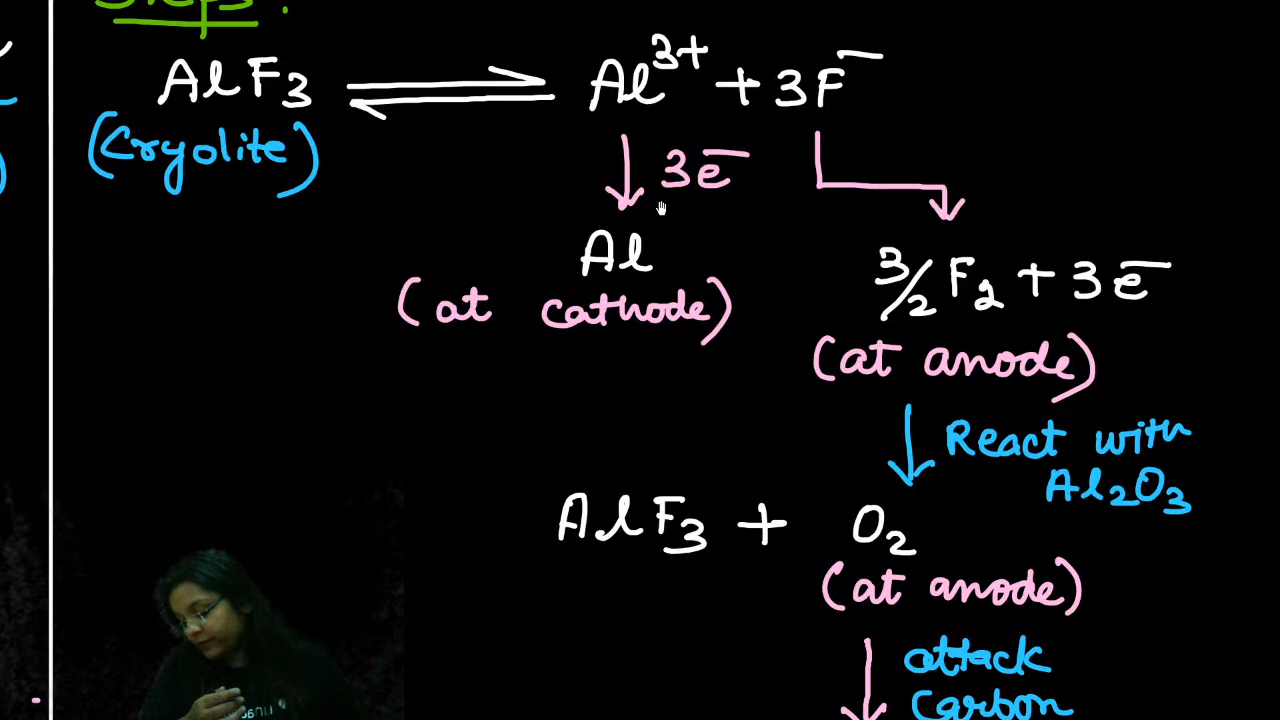 Steps:
AlF₃ ⇌ Al³⁺ + 3F⁻
(Cryolite)
↓ 3e⁻
Al
(at cathode)
3/2 F₂ + 3e⁻
(at anode)
↓ React with
Al₂O₃
AlF₃ + O₂
(at anode)
↓ attack
Carbon